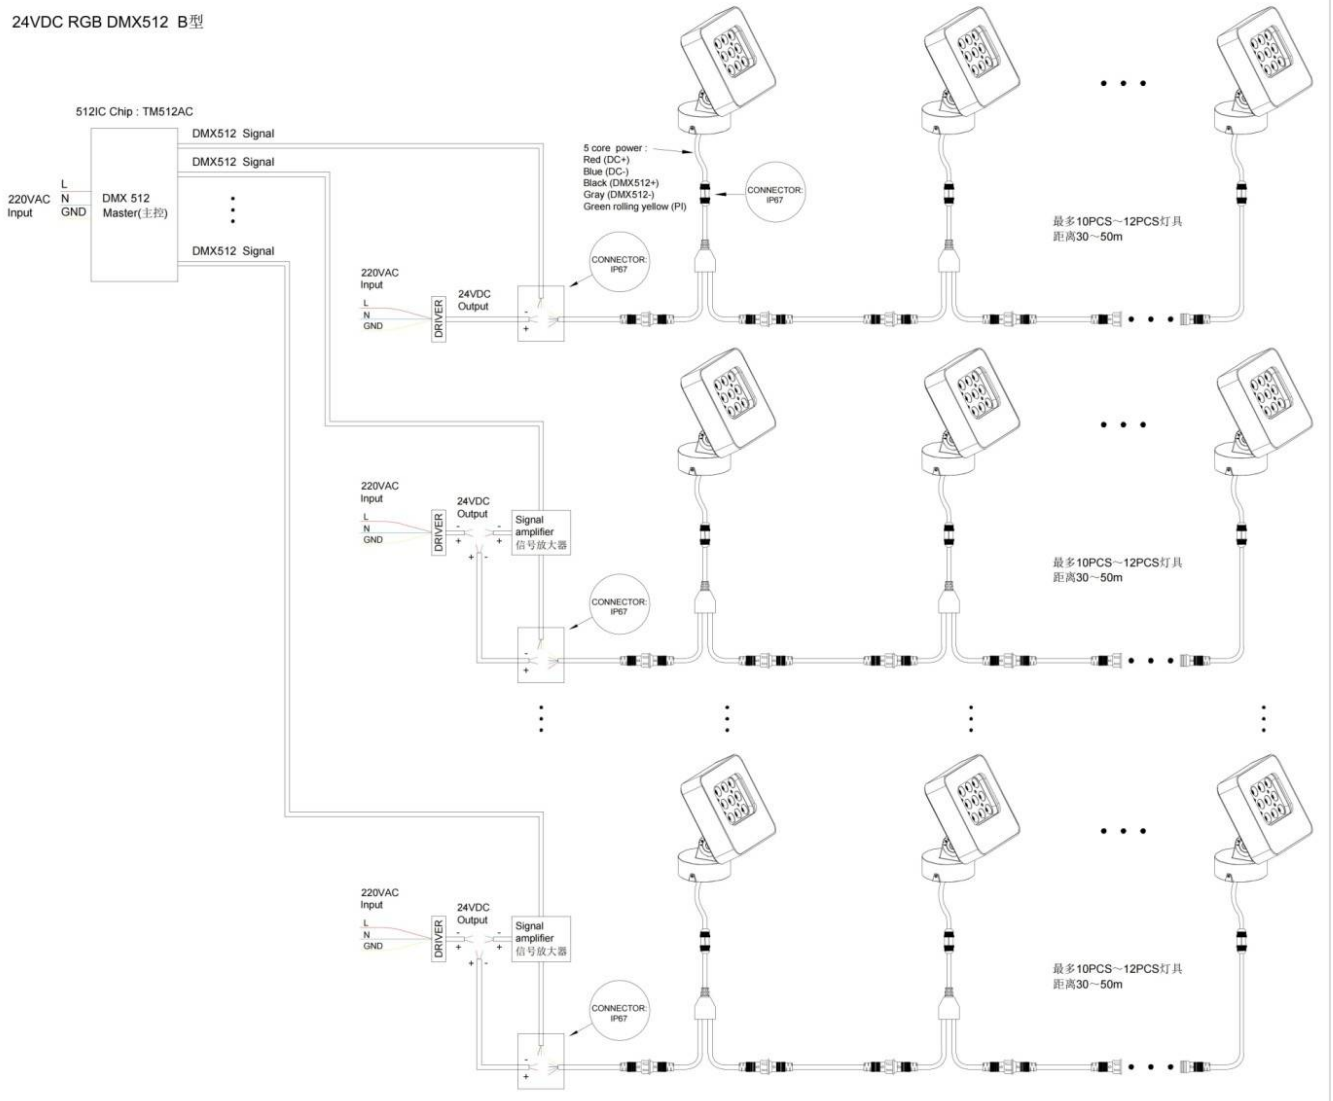 24VDC RGB DMX512 B型
512IC Chip : TM512AC
DMX512 Signal
DMX512 Signal
DMX512 Signal
220VAC
Input
L
N
GND
DMX 512
Master(主控)
5 core power :
Red (DC+)
Blue (DC-)
Black (DMX512+)
Gray (DMX512-)
Green rolling yellow (PI)
CONNECTOR:
IP67
最多10PCS～12PCS灯具
距离30～50m
CONNECTOR:
IP67
220VAC
Input
L
N
GND
DRIVER
24VDC
Output
-
+
220VAC
Input
L
N
GND
DRIVER
24VDC
Output
-
+
-
+
+ -
Signal
amplifier
信号放大器
最多10PCS～12PCS灯具
距离30～50m
CONNECTOR:
IP67
-
+
220VAC
Input
L
N
GND
DRIVER
24VDC
Output
-
+
-
+
+ -
Signal
amplifier
信号放大器
最多10PCS～12PCS灯具
距离30～50m
CONNECTOR:
IP67
-
+